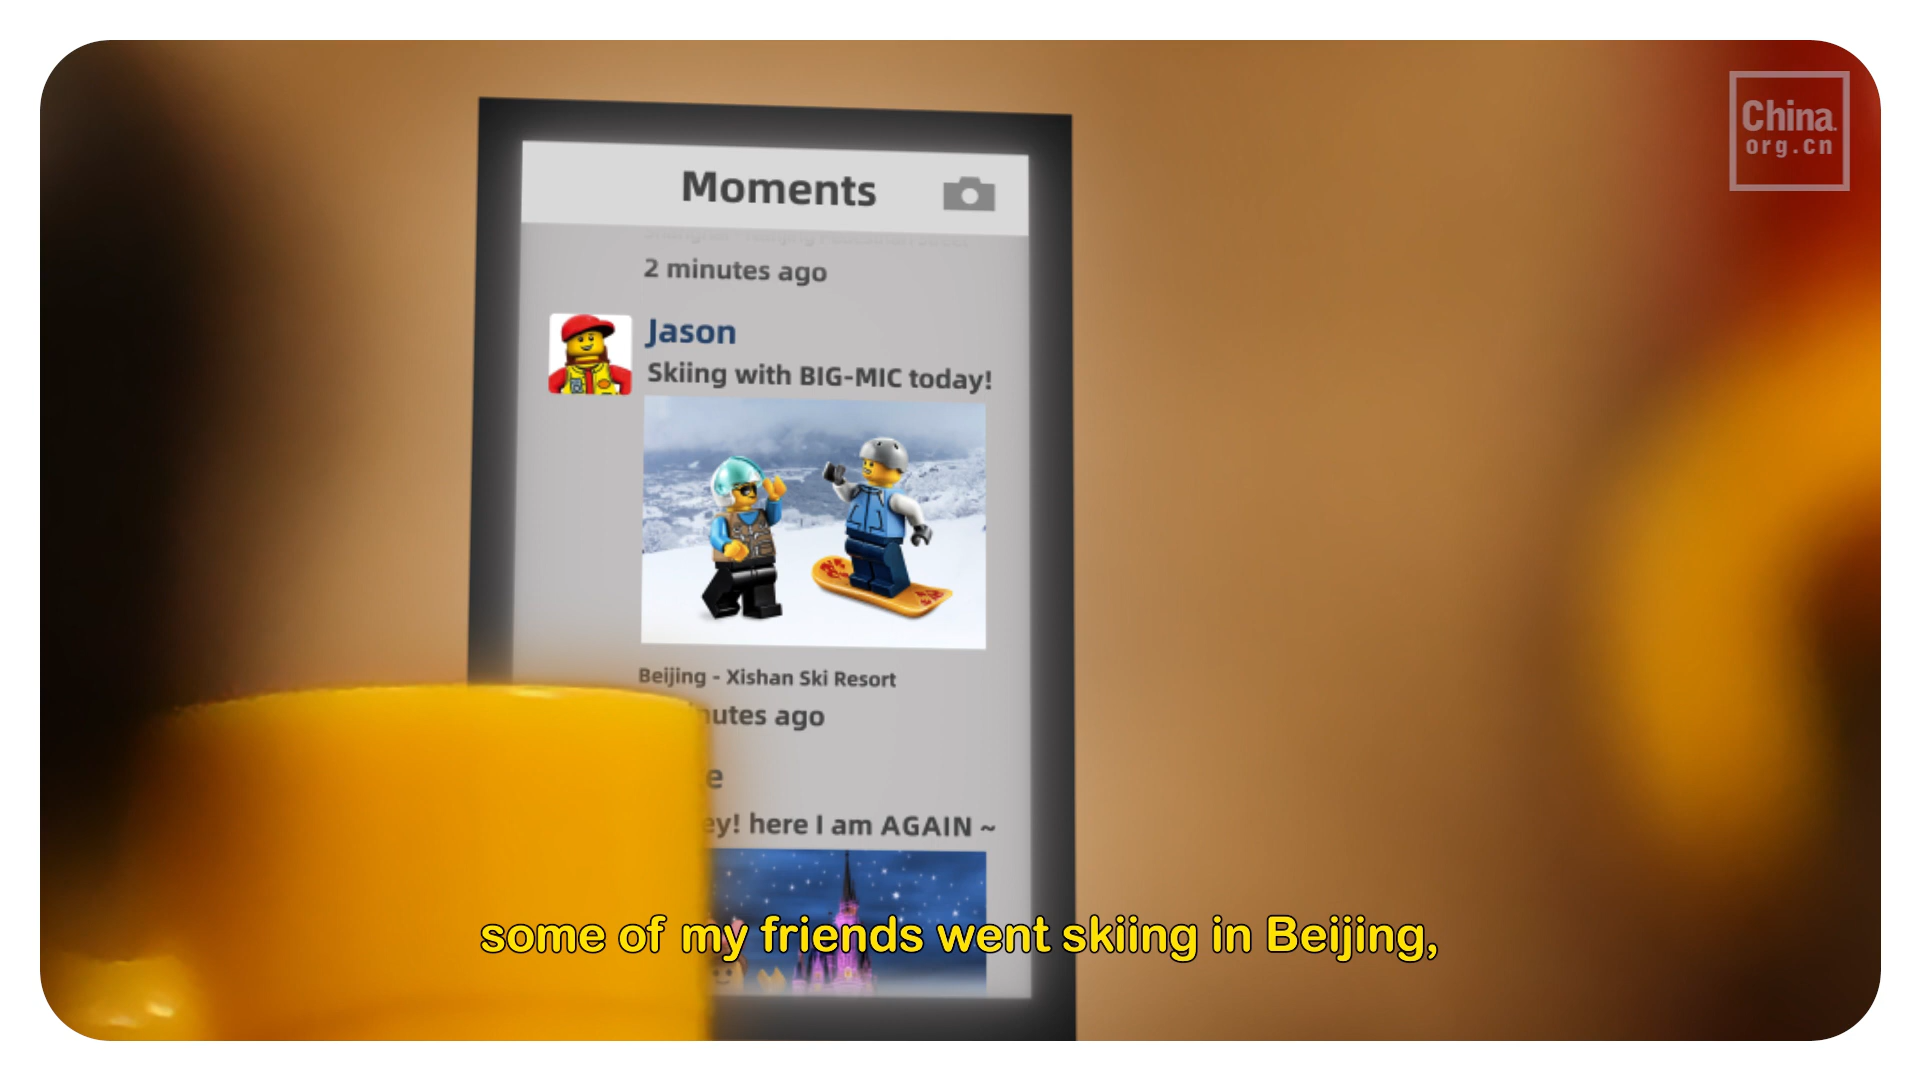 China
org.cn
Moments
2 minutes ago
Jason
Skiing with BIG-MIC today!
Beijing - Xishan Ski Resort
ago
here I am AGAIN ~
some of my friends went skiing in Beijing,